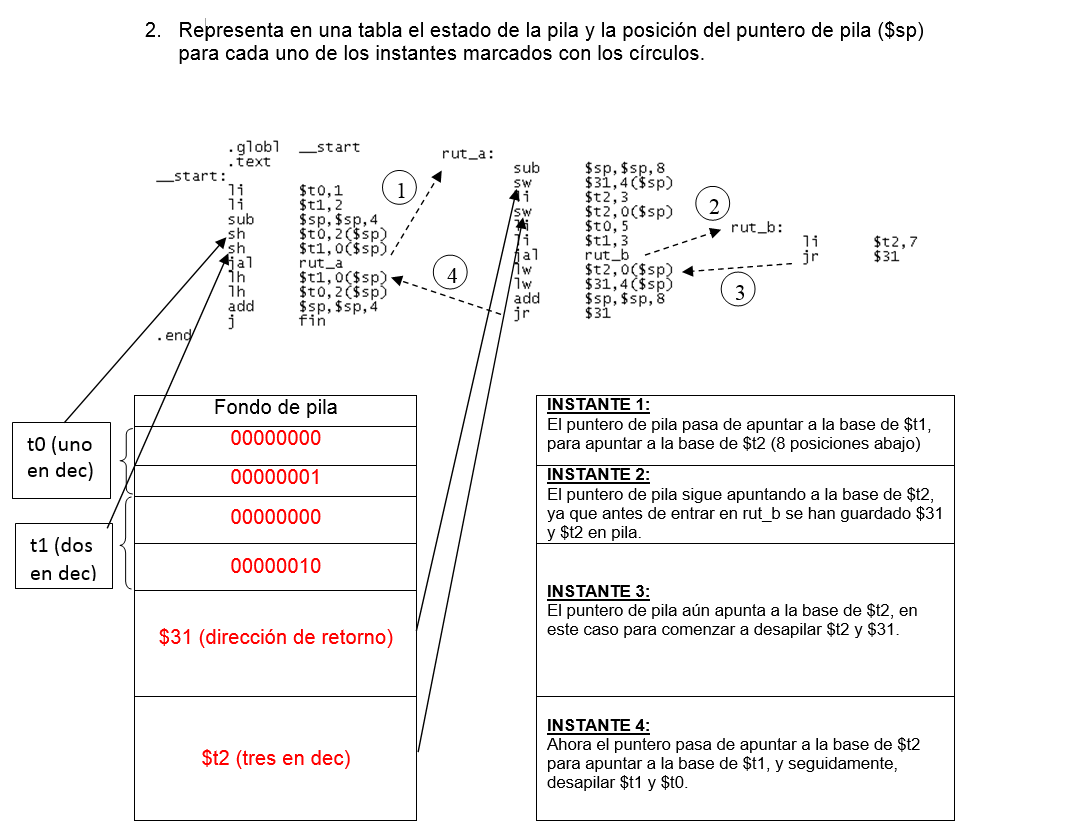 2. Representa en una tabla el estado de la pila y la posición del puntero de pila ($sp)
para cada uno de los instantes marcados con los círculos.
.globl __start
.text
__start:
li $t0,1
li $t1,2
sub $sp,$sp,4
sh $t0,2($sp)
sh $t1,0($sp)
jal rut_a
lh $t1,0($sp)
lh $t0,2($sp)
add $sp,$sp,4
j fin
.end
1
rut_a:
sub $sp,$sp,8
sw $31,4($sp)
li $t2,3
sw $t2,0($sp)
li $t0,5
li $t1,3
jal rut_b
lw $t2,0($sp)
lw $31,4($sp)
add $sp,$sp,8
jr $31
2
rut_b:
li $t2,7
jr $31
3
4
t0 (uno
en dec)
t1 (dos
en dec)
Fondo de pila
00000000
00000001
00000000
00000010
$31 (dirección de retorno)
$t2 (tres en dec)
INSTANTE 1:
El puntero de pila pasa de apuntar a la base de $t1,
para apuntar a la base de $t2 (8 posiciones abajo)
INSTANTE 2:
El puntero de pila sigue apuntando a la base de $t2,
ya que antes de entrar en rut_b se han guardado $31
y $t2 en pila.
INSTANTE 3:
El puntero de pila aún apunta a la base de $t2, en
este caso para comenzar a desapilar $t2 y $31.
INSTANTE 4:
Ahora el puntero pasa de apuntar a la base de $t2
para apuntar a la base de $t1, y seguidamente,
desapilar $t1 y $t0.